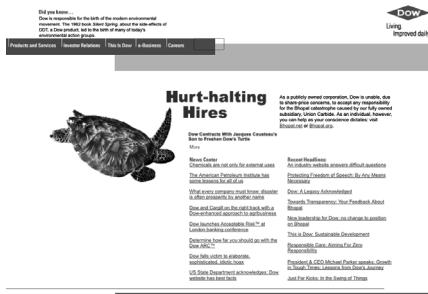 Did you know...
Dow is responsible for the birth of the modern environmental
movement. The 1962 book Silent Spring, about the side-effects of
DDT, a Dow product, led to the birth of many of today's
environmental action groups.
Dow
Living.
Improved daily
Products and Services
Investor Relations
This Is Dow
e-Business
Careers
Hurt-halting
Hires
Dow Contracts With Jacques Cousteau's
Son to Freshen Dow's Turtle
More
As a publicly owned corporation, Dow is unable, due
to share-price concerns, to accept any responsibility
for the Bhopal catastrophe caused by our fully owned
subsidiary, Union Carbide. As an individual, however,
you can help as your conscience dictates: visit
Bhopal.net or Bhopal.org.
News Center
Chemicals are not only for external uses
The American Petroleum Institute has
some lessons for all of us
What every company must know: disaster
is often prosperity by another name
Dow and Cargill on the right track with a
Dow-enhanced approach to agribusiness
Dow launches Acceptable Risk™ at
London banking conference
Determine how far you should go with the
Dow ARC™
Dow falls victim to elaborate,
sophisticated, idiotic hoax
US State Department acknowledges: Dow
website has best facts
Recent Headlines:
An industry website answers difficult questions
Protecting Freedom of Speech: By Any Means
Necessary
Dow: A Legacy Acknowledged
Towards Transparency: Your Feedback About
Bhopal
New leadership for Dow; no change to position
on Bhopal
This is Dow: Sustainable Development
Responsible Care: Aiming For Zero
Responsibility
President & CEO Michael Parker speaks: Growth
in Tough Times: Lessons from Dow's Journey
Just For Kicks: In the Swing of Things